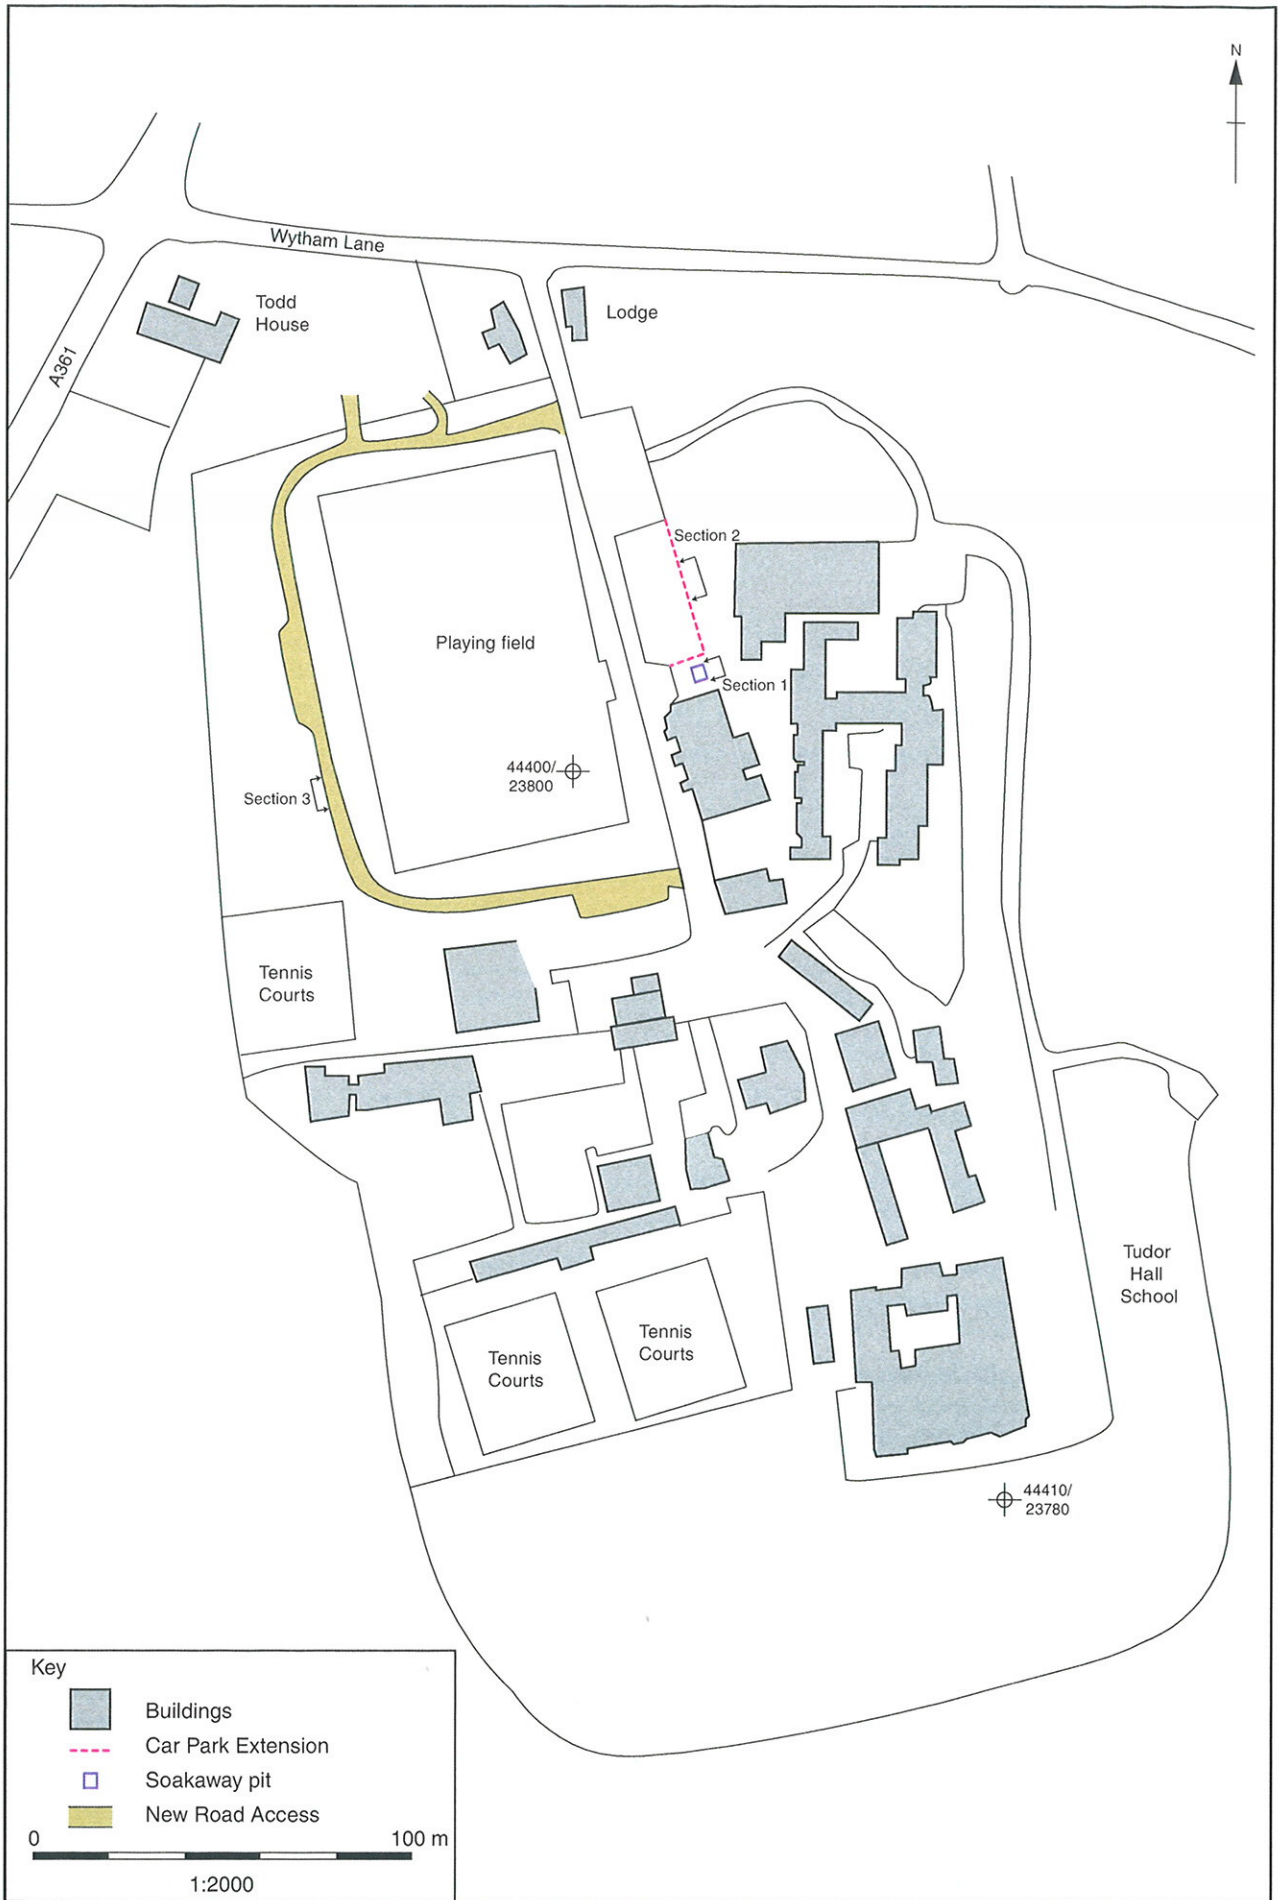 N
Wytham Lane
Todd
House
Lodge
A361
Section 2
Playing field
Section 1
44400/
23800
Section 3
Tennis
Courts
Tudor
Hall
School
Tennis
Courts
Tennis
Courts
44410/
23780
Key
Buildings
Car Park Extension
Soakaway pit
New Road Access
0 100 m
1:2000